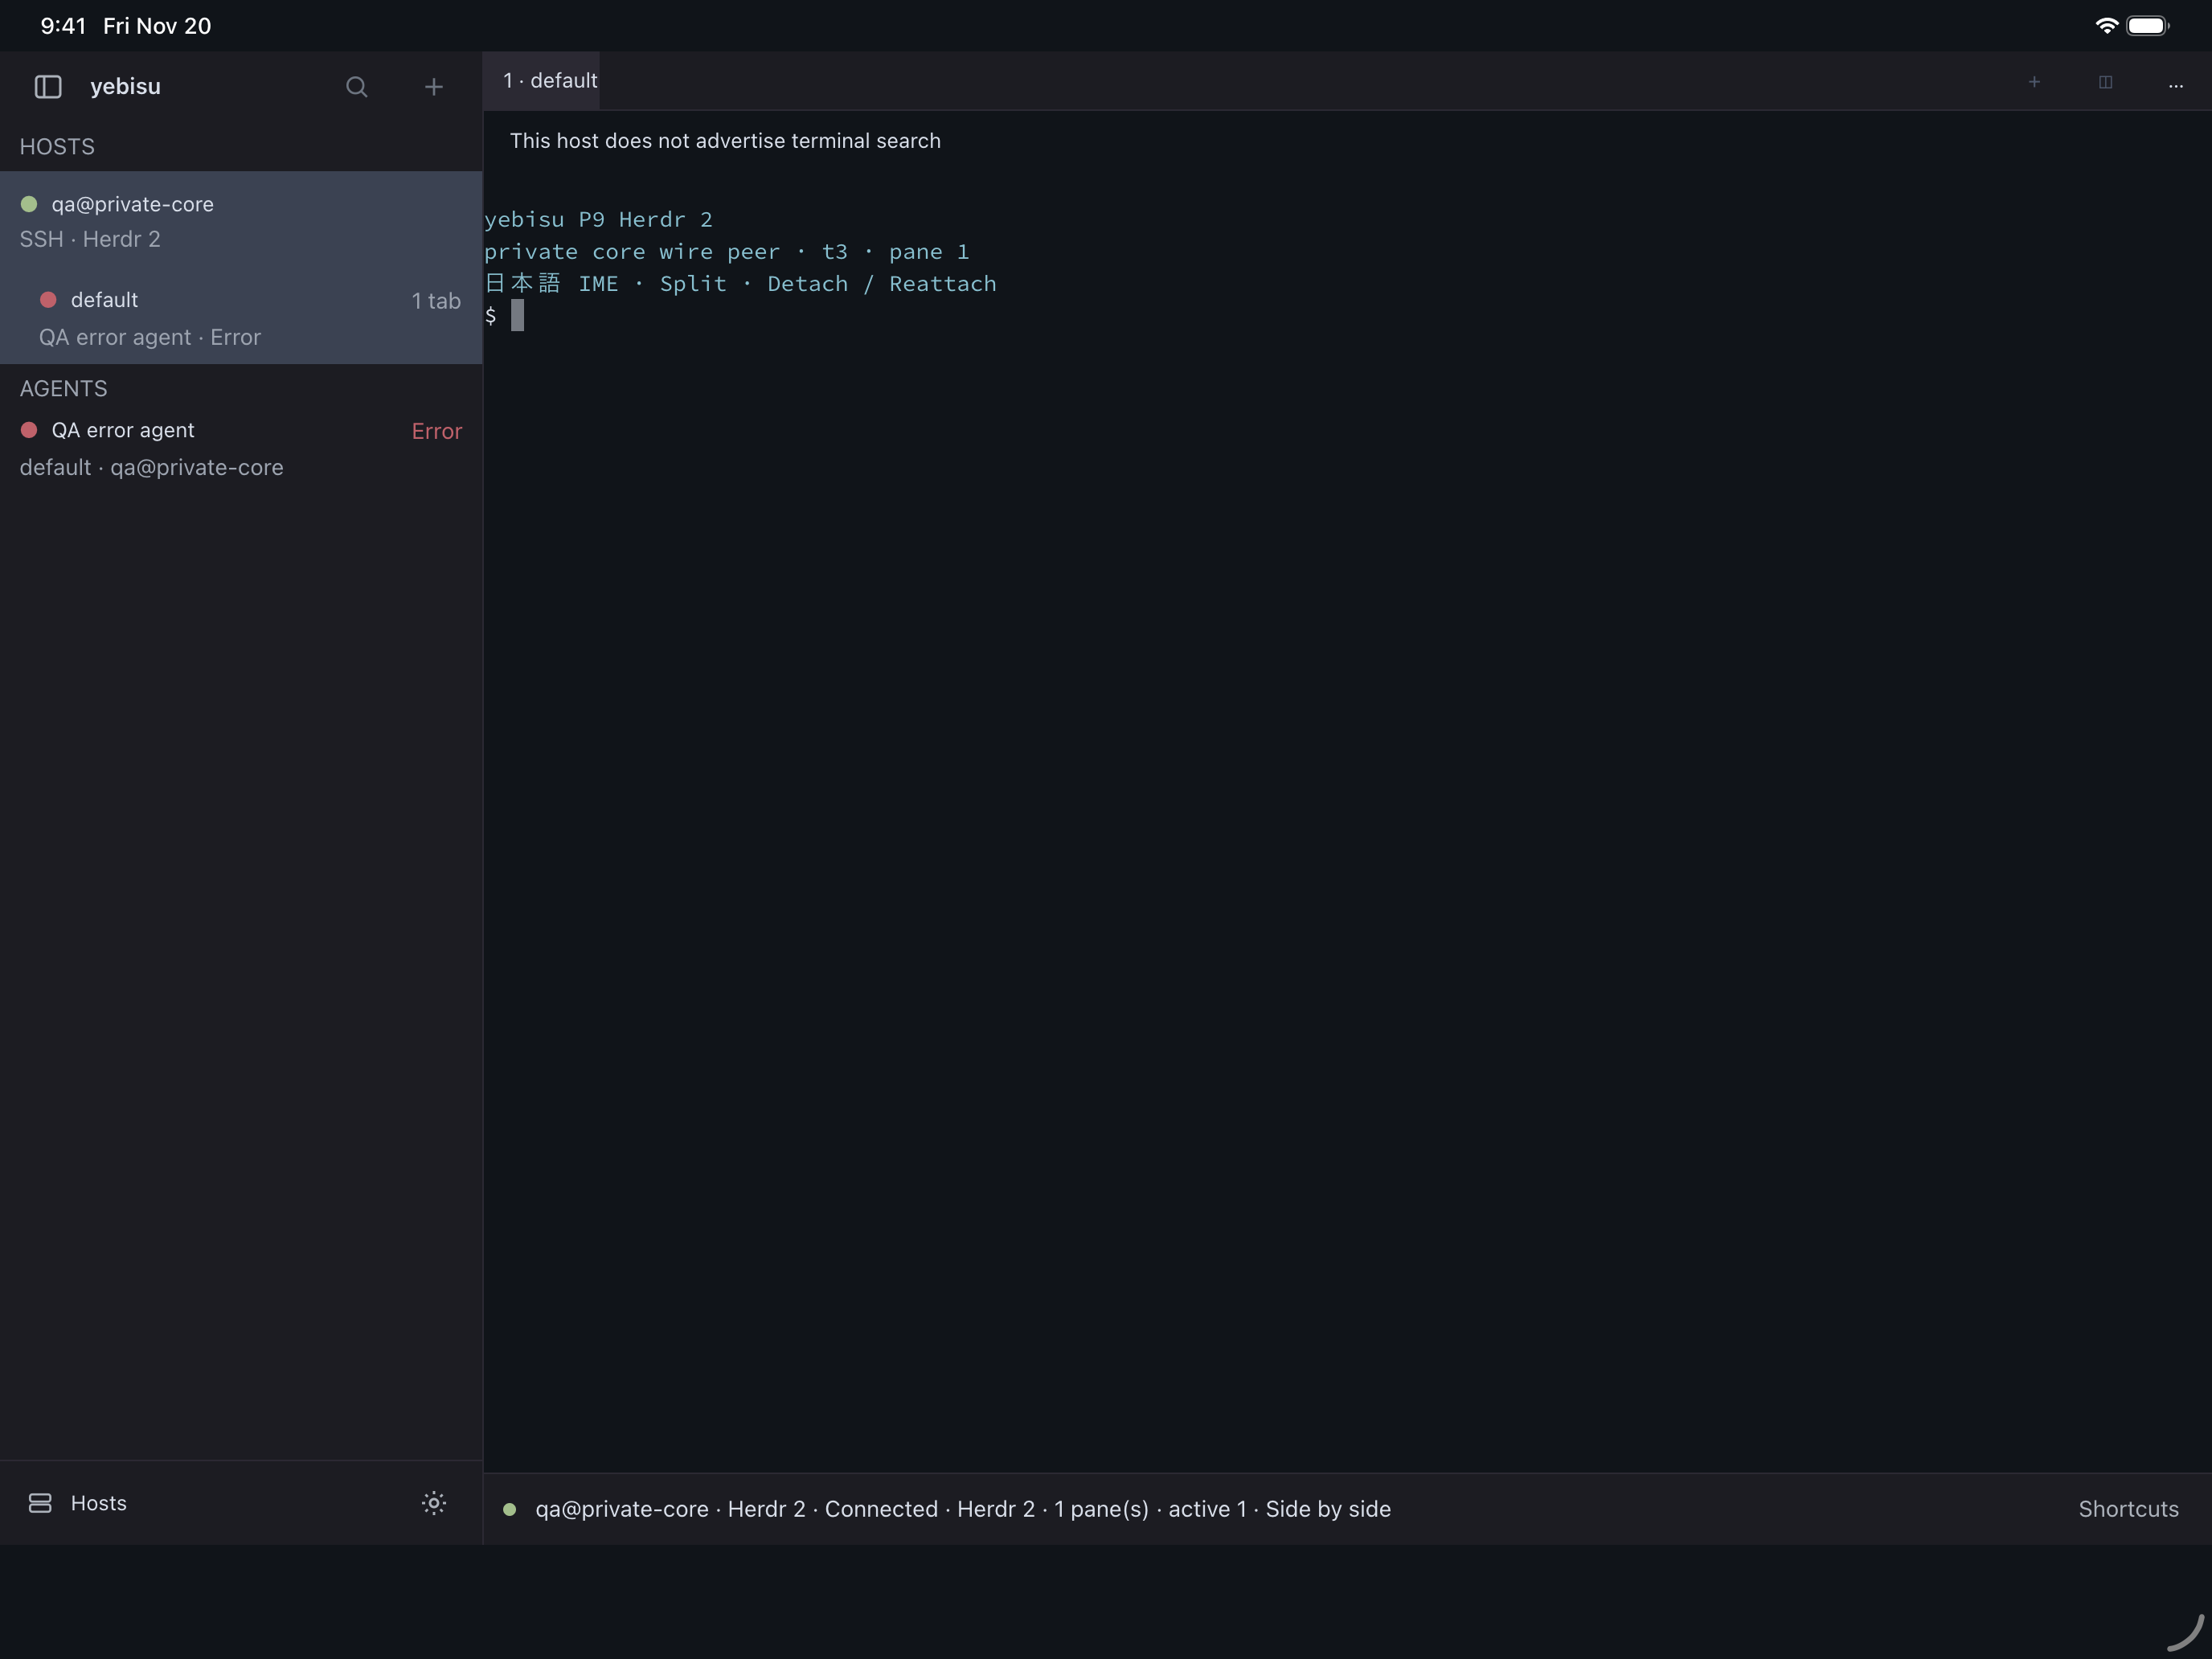 9:41 Fri Nov 20
yebisu
HOSTS
qa@private-core
SSH · Herdr 2
default 1 tab
QA error agent · Error
AGENTS
QA error agent Error
default · qa@private-core
Hosts
1 · default
+ ...
This host does not advertise terminal search
yebisu P9 Herdr 2
private core wire peer · t3 · pane 1
日本語 IME · Split · Detach / Reattach
$
qa@private-core · Herdr 2 · Connected · Herdr 2 · 1 pane(s) · active 1 · Side by side Shortcuts